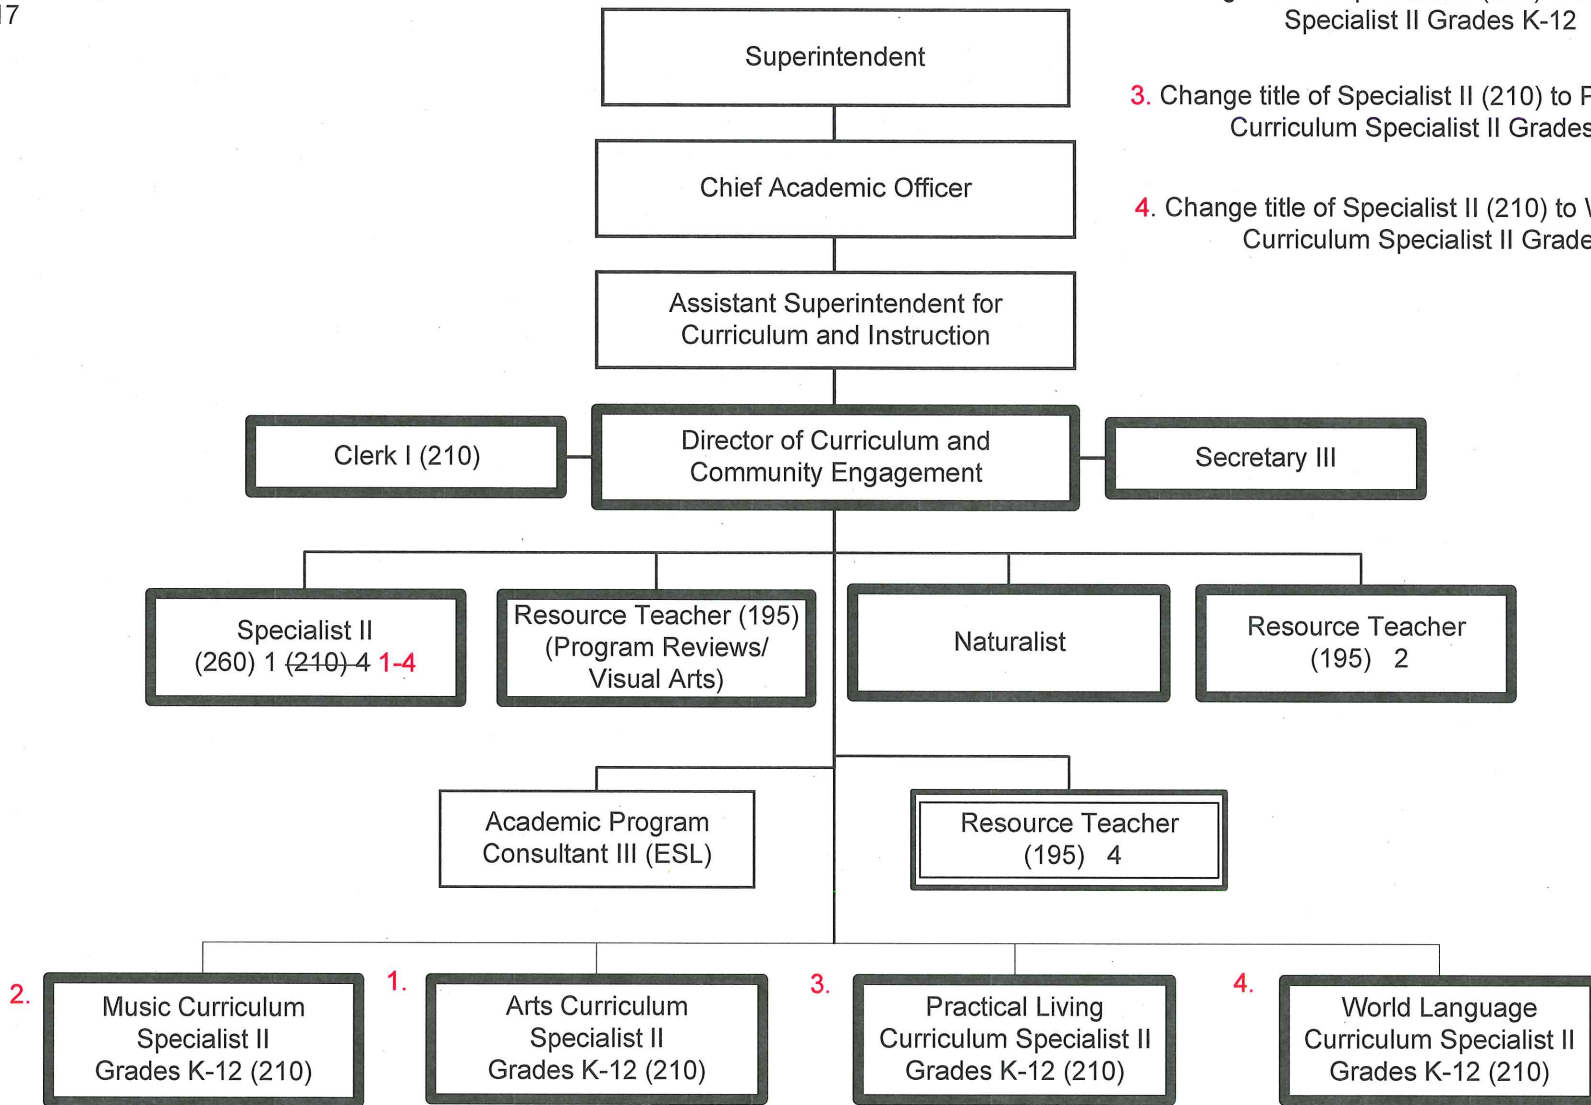 17
Specialist II Grades K-12
Superintendent
3. Change title of Specialist II (210) to
Curriculum Specialist II Grades
Chief Academic Officer
4. Change title of Specialist II (210) to
Curriculum Specialist II
Assistant Superintendent for
Curriculum and Instruction
Clerk I (210)
Director of Curriculum and
Community Engagement
Secretary III
Specialist II
(260) 1 (210) 4 1-4
Resource Teacher (195)
(Program Reviews/
Visual Arts)
Naturalist
Resource Teacher
(195) 2
Academic Program
Consultant III (ESL)
Resource Teacher
(195) 4
2.
Music Curriculum
Specialist II
Grades K-12 (210)
1.
Arts Curriculum
Specialist II
Grades K-12 (210)
3.
Practical Living
Curriculum Specialist II
Grades K-12 (210)
4.
World Language
Curriculum Specialist II
Grades K-12 (210)